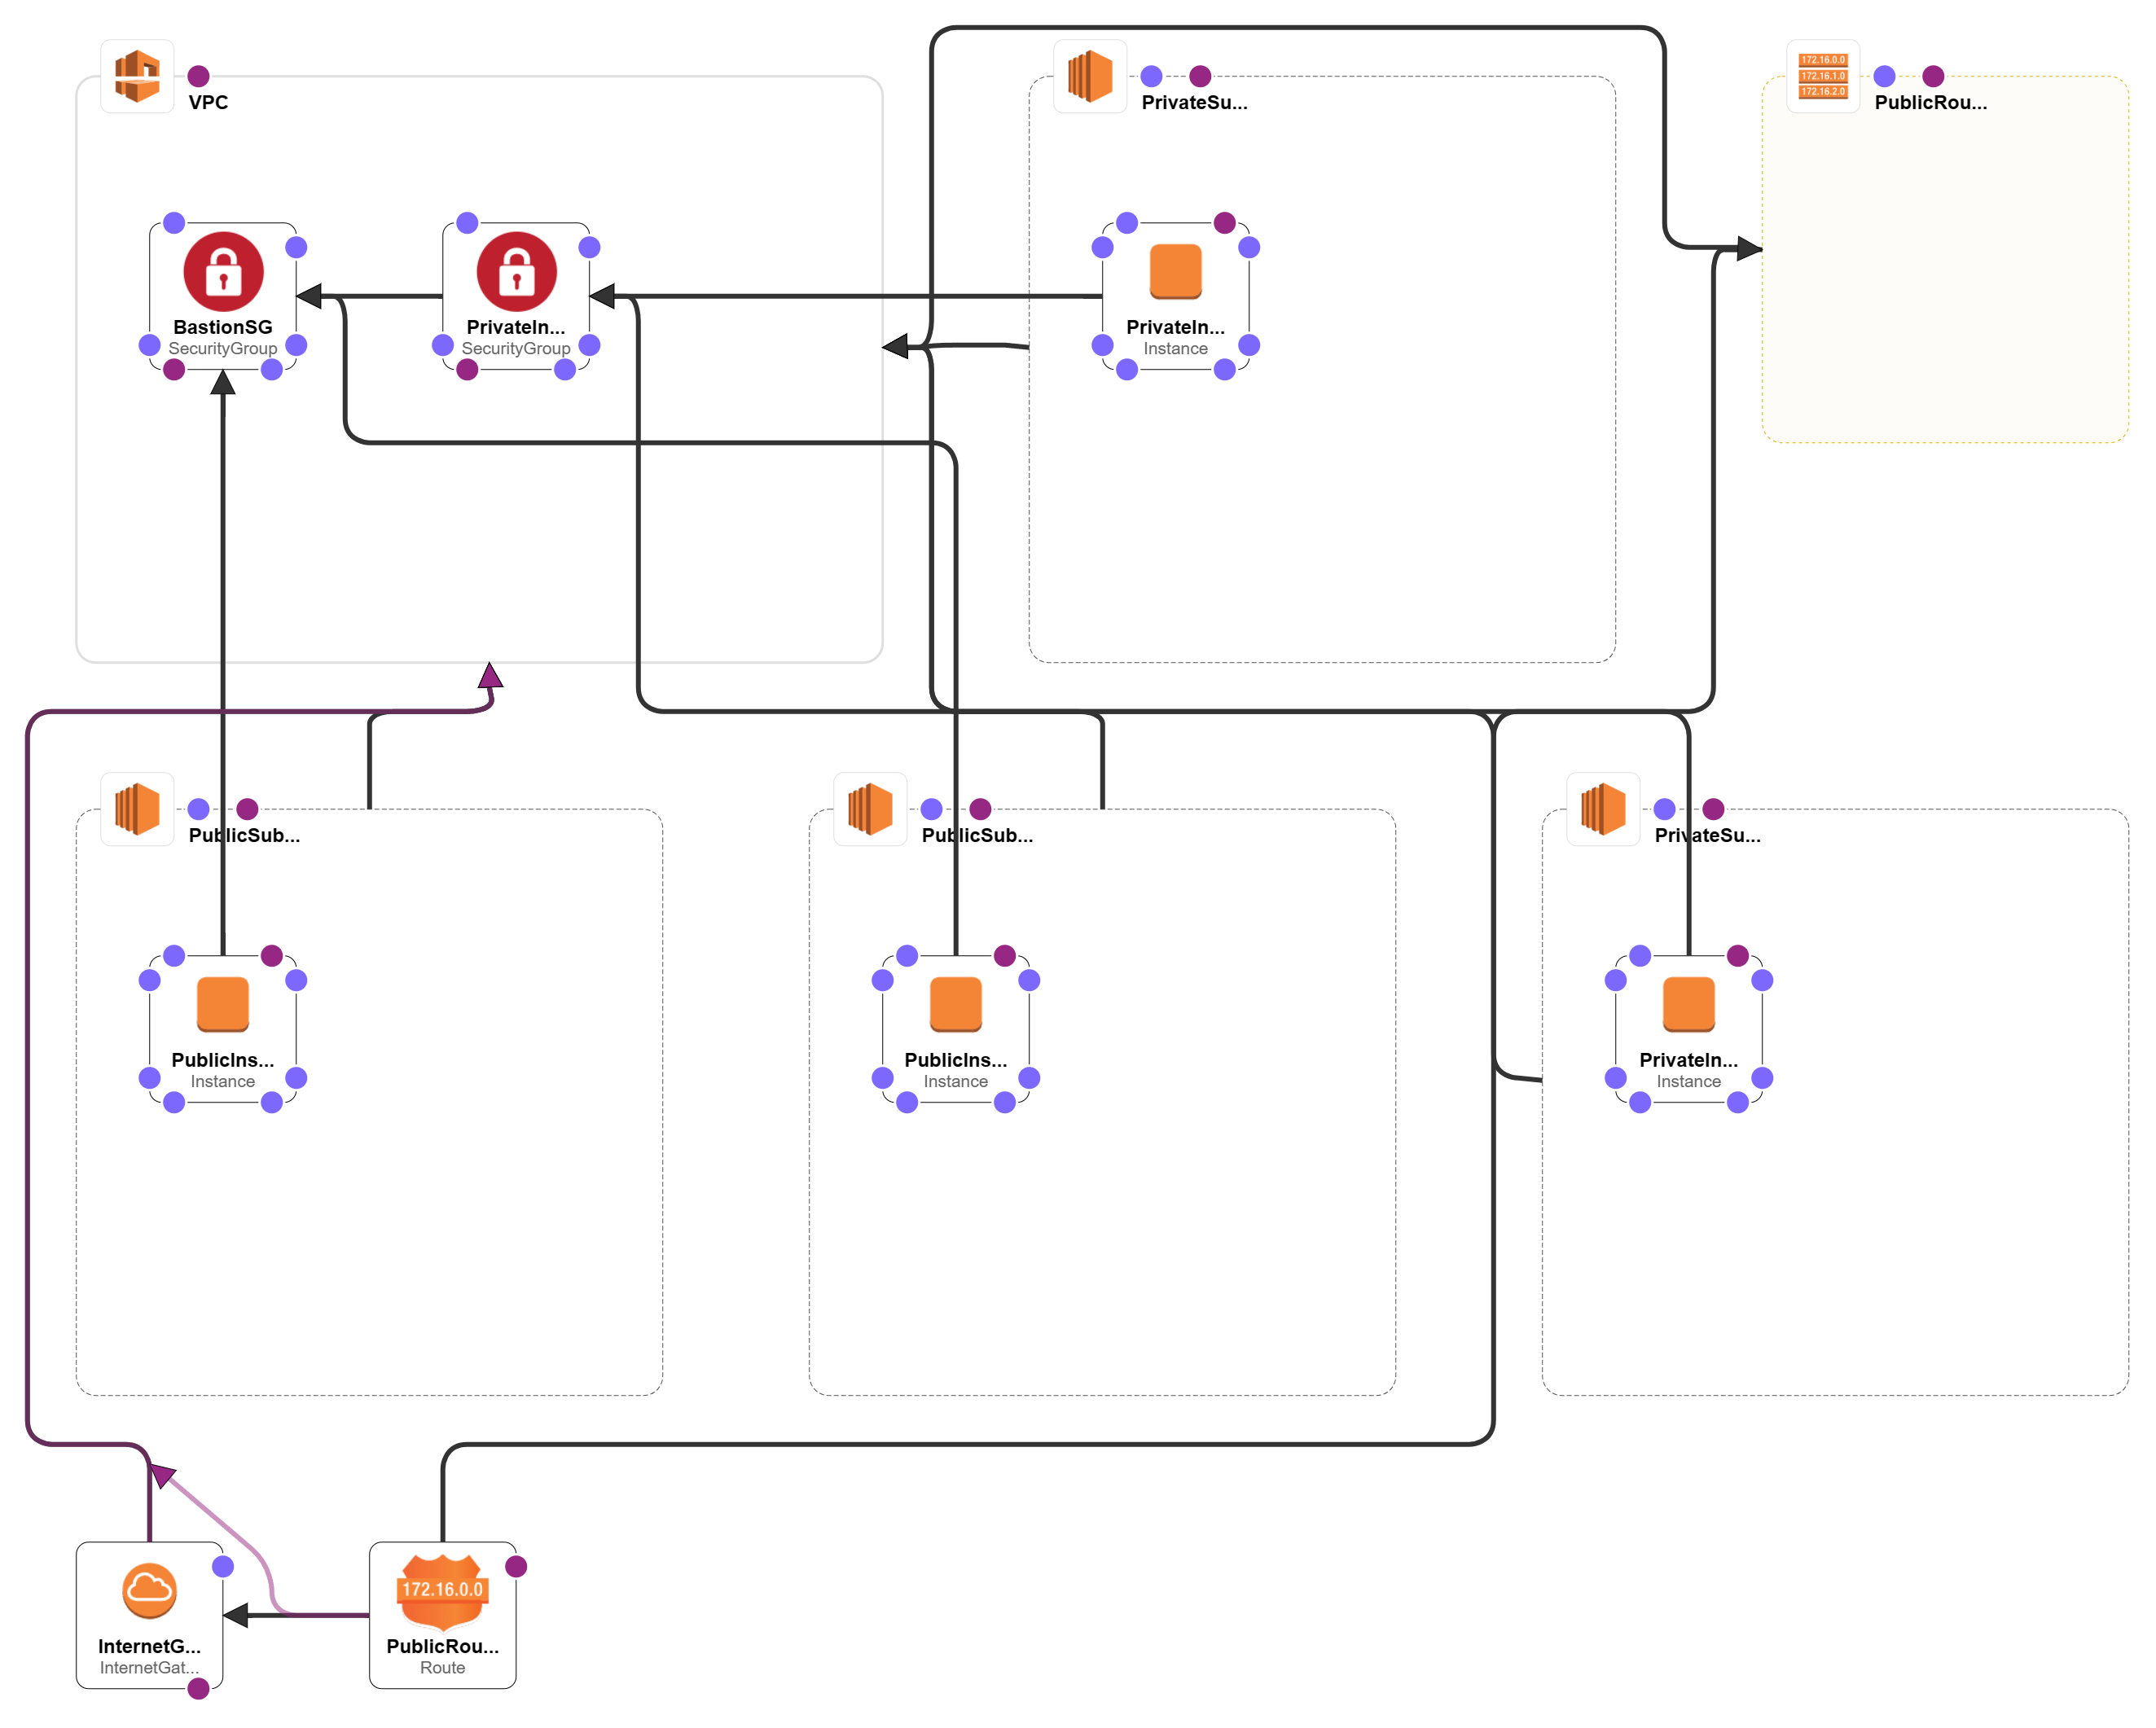 VPC
PrivateSu...
172.16.0.0
172.16.1.0
172.16.2.0
PublicRou...
BastionSG
SecurityGroup
PrivateIn...
SecurityGroup
PrivateIn...
Instance
PublicSub...
PublicSub...
PrivateSu...
PublicIns...
Instance
PublicIns...
Instance
PrivateIn...
Instance
InternetG...
InternetGat...
172.16.0.0
PublicRou...
Route